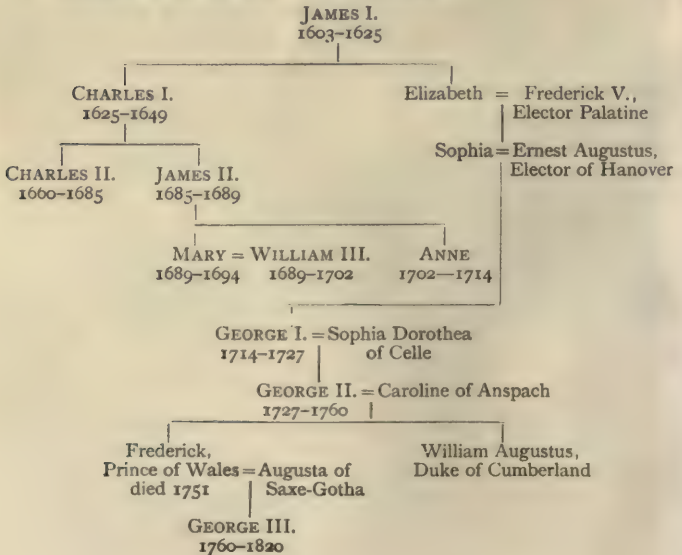 JAMES I.
1603–1625
CHARLES I.
1625–1649
Elizabeth = Frederick V.,
Elector Palatine
CHARLES II.
1660–1685
JAMES II.
1685–1689
Sophia = Ernest Augustus,
Elector of Hanover
MARY = WILLIAM III.
1689–1694 1689–1702
ANNE
1702—1714
GEORGE I. = Sophia Dorothea
1714–1727 of Celle
GEORGE II. = Caroline of Anspach
1727–1760
Frederick,
Prince of Wales = Augusta of
died 1751 Saxe-Gotha
William Augustus,
Duke of Cumberland
GEORGE III.
1760–1820